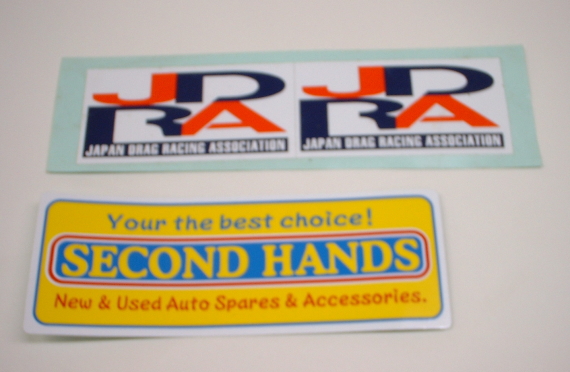 JD JD
RA RA
JAPAN DRAG RACING ASSOCIATION JAPAN DRAG RACING ASSOCIATION
Your the best choice!
SECOND HANDS
New & Used Auto Spares & Accessories.